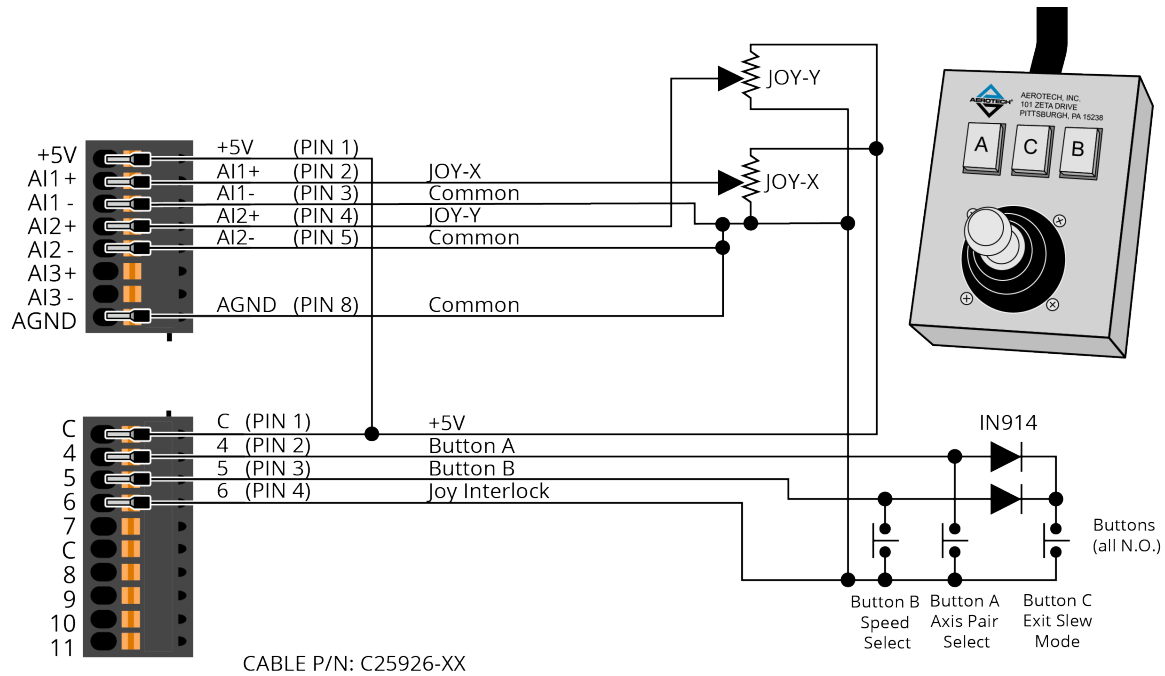 JOY-Y
AEROTECH
AEROTECH, INC.
101 ZETA DRIVE
PITTSBURGH, PA 15238
A C B
+5V +5V (PIN 1)
AI1+ AI1+ (PIN 2) JOY-X JOY-X
AI1 - AI1- (PIN 3) Common
AI2+ AI2+ (PIN 4) JOY-Y
AI2 - AI2- (PIN 5) Common
AI3+
AI3 -
AGND AGND (PIN 8) Common
C C (PIN 1) +5V
4 4 (PIN 2) Button A
5 5 (PIN 3) Button B
6 6 (PIN 4) Joy Interlock
7
C
8
9
10
11
IN914
Buttons
(all N.O.)
Button B
Speed
Select
Button A
Axis Pair
Select
Button C
Exit Slew
Mode
CABLE P/N: C25926-XX